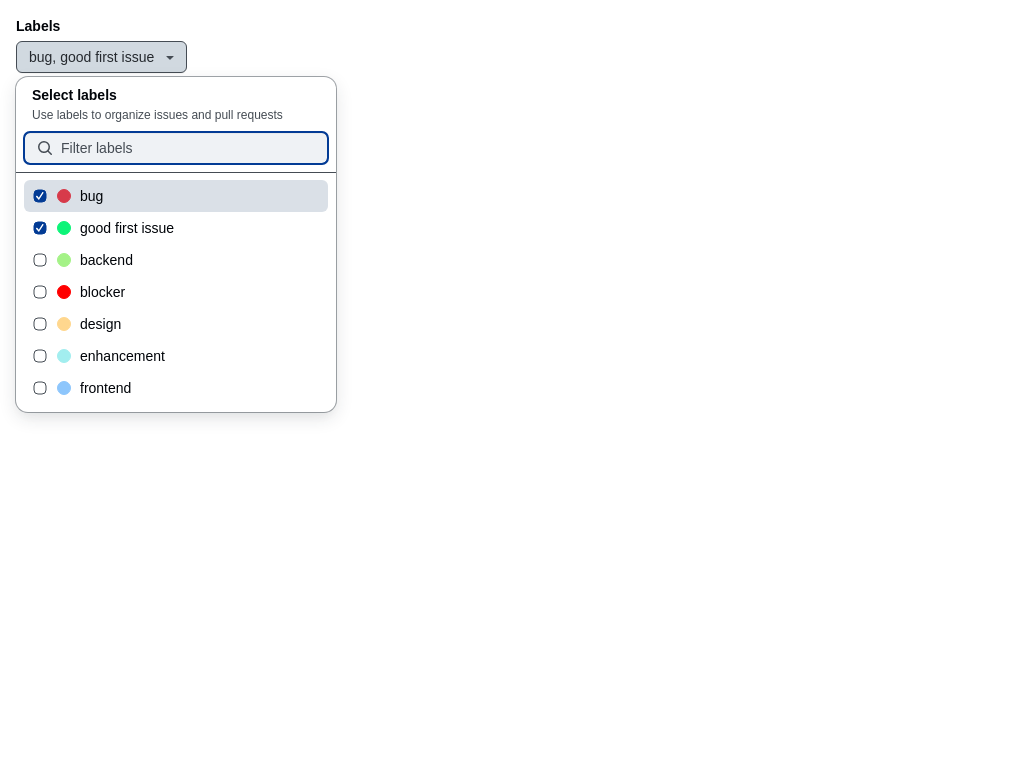 Labels
bug, good first issue
Select labels
Use labels to organize issues and pull requests
Filter labels
bug
good first issue
backend
blocker
design
enhancement
frontend